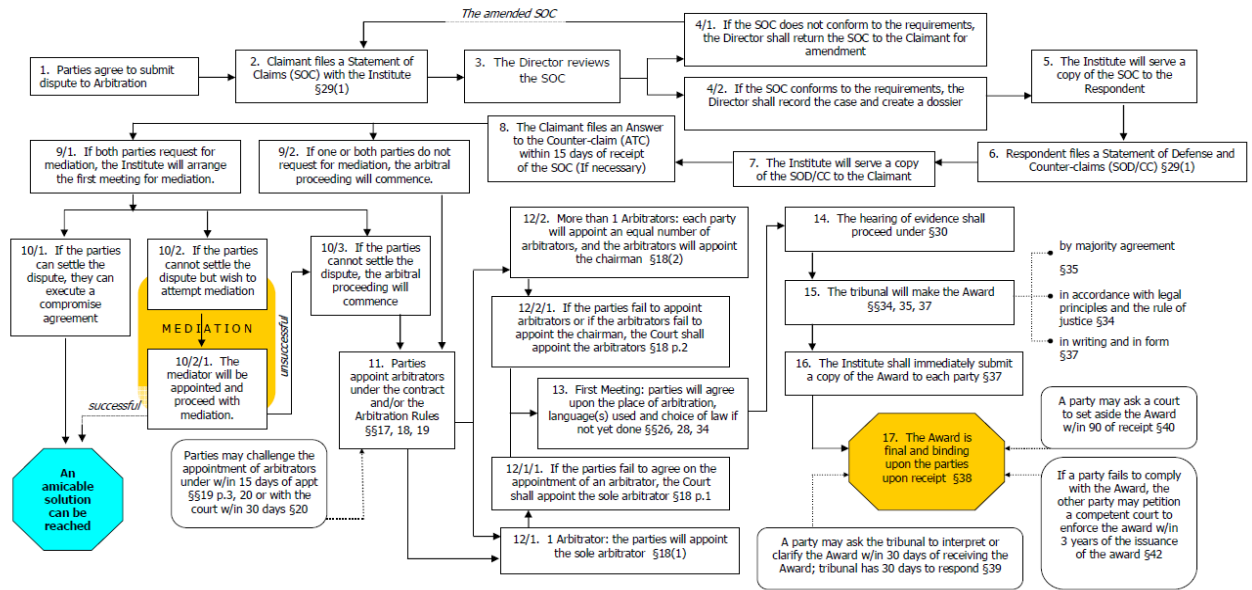 The amended SOC
1. Parties agree to submit
dispute to Arbitration
2. Claimant files a Statement of
Claims (SOC) with the Institute
§29(1)
3. The Director reviews
the SOC
4/1. If the SOC does not conform to the requirements,
the Director shall return the SOC to the Claimant for
amendment
4/2. If the SOC conforms to the requirements, the
Director shall record the case and create a dossier
5. The Institute will serve a
copy of the SOC to the
Respondent
6. Respondent files a Statement of Defense and
Counter-claims (SOD/CC) §29(1)
7. The Institute will serve a copy
of the SOD/CC to the Claimant
8. The Claimant files an Answer
to the Counter-claim (ATC)
within 15 days of receipt
of the SOC (If necessary)
9/1. If both parties request for
mediation, the Institute will arrange
the first meeting for mediation.
9/2. If one or both parties do not
request for mediation, the arbitral
proceeding will commence.
10/1. If the parties
can settle the
dispute, they can
execute a
compromise
agreement
10/2. If the parties
cannot settle the
dispute but wish to
attempt mediation
MEDIATION
10/2/1. The
mediator will be
appointed and
proceed with
mediation.
successful
unsuccessful
10/3. If the parties
cannot settle the
dispute, the arbitral
proceeding will
commence
An
amicable
solution
can be
reached
11. Parties
appoint arbitrators
under the contract
and/or the
Arbitration Rules
§§17, 18, 19
Parties may challenge the
appointment of arbitrators
under w/in 15 days of appt
§§19 p.3, 20 or with the
court w/in 30 days §20
12/2. More than 1 Arbitrators: each party
will appoint an equal number of
arbitrators, and the arbitrators will appoint
the chairman §18(2)
12/2/1. If the parties fail to appoint
arbitrators or if the arbitrators fail to
appoint the chairman, the Court shall
appoint the arbitrators §18 p.2
13. First Meeting: parties will agree
upon the place of arbitration,
language(s) used and choice of law if
not yet done §§26, 28, 34
12/1/1. If the parties fail to agree on the
appointment of an arbitrator, the Court
shall appoint the sole arbitrator §18 p.1
12/1. 1 Arbitrator: the parties will appoint
the sole arbitrator §18(1)
14. The hearing of evidence shall
proceed under §30
15. The tribunal will make the Award
§§34, 35, 37
by majority agreement
§35
in accordance with legal
principles and the rule of
justice §34
in writing and in form
§37
16. The Institute shall immediately submit
a copy of the Award to each party §37
17. The Award is
final and binding
upon the parties
upon receipt §38
A party may ask a court
to set aside the Award
w/in 90 of receipt §40
If a party fails to comply
with the Award, the
other party may petition
a competent court to
enforce the award w/in
3 years of the issuance
of the award §42
A party may ask the tribunal to interpret or
clarify the Award w/in 30 days of receiving the
Award; tribunal has 30 days to respond §39